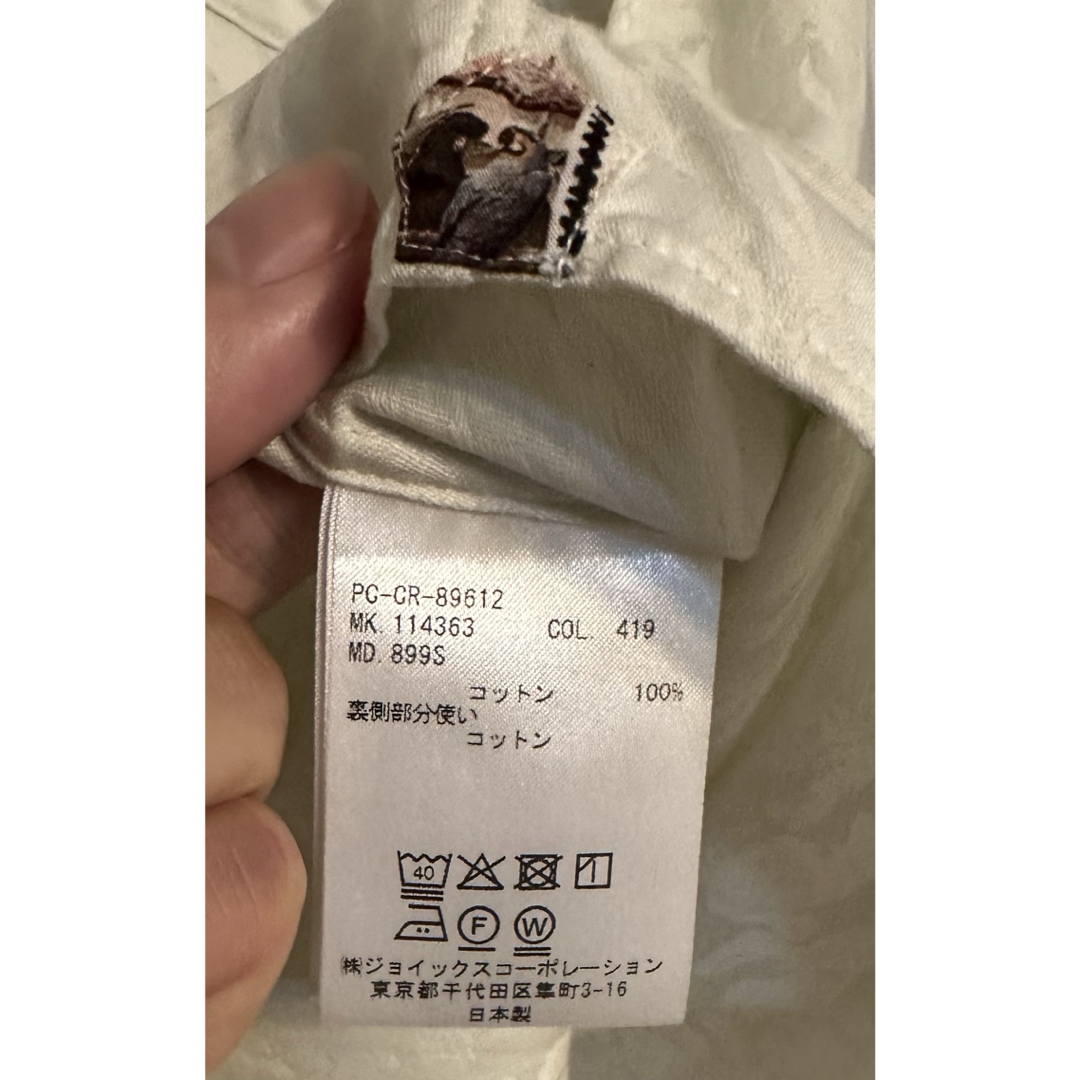 PC-CR-89612
MK. 114363 COL. 419
MD. 899S
コットン 100%
裏側部分使い
コットン
40
F W
㈱ジョイックスコーポレーション
東京都千代田区隼町3-16
日本製